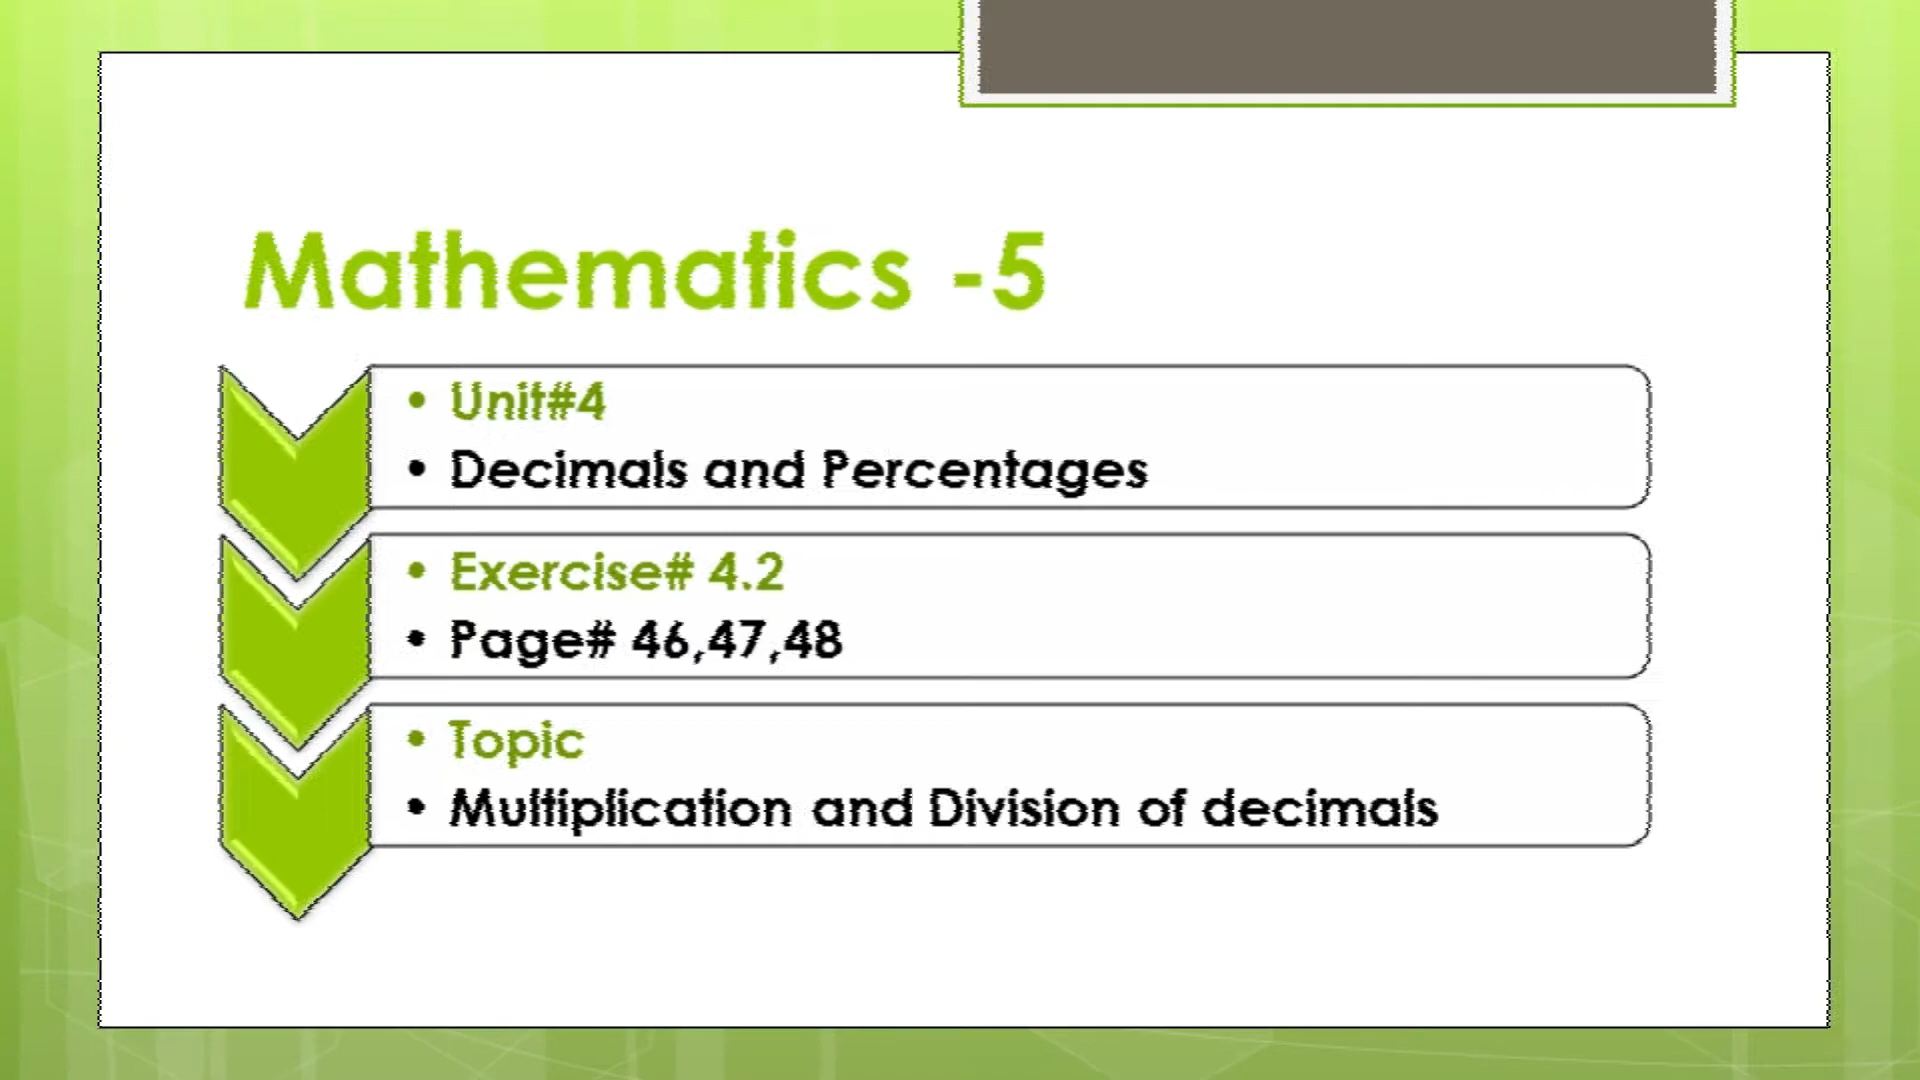 Mathematics -5
• Unit#4
• Decimals and Percentages
• Exercise# 4.2
• Page# 46,47,48
• Topic
• Multiplication and Division of decimals